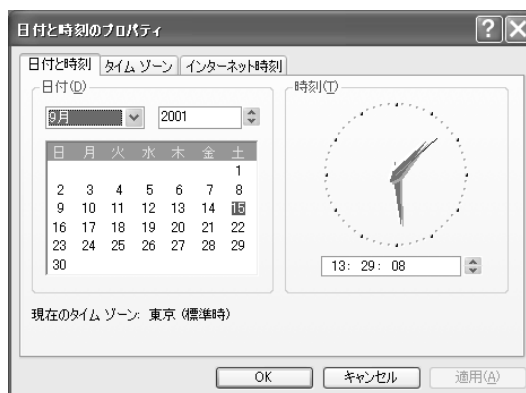 日付と時刻のプロパティ
日付と時刻 タイム ゾーン インターネット時刻
日付(D)
9月 2001
日 月 火 水 木 金 土
1
2 3 4 5 6 7 8
9 10 11 12 13 14 15
16 17 18 19 20 21 22
23 24 25 26 27 28 29
30
時刻(T)
13: 29: 08
現在のタイム ゾーン: 東京 (標準時)
OK キャンセル 適用(A)